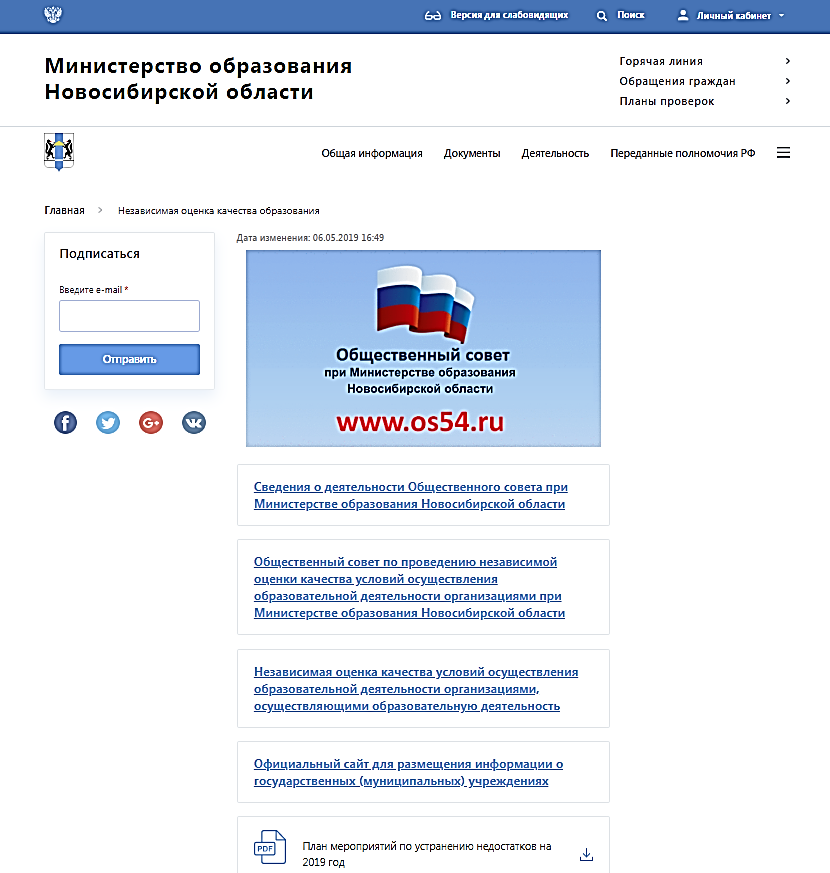 Версия для слабовидящих
Поиск
Личный кабинет
Министерство образования
Новосибирской области
Горячая линия
Обращения граждан
Планы проверок
Общая информация
Документы
Деятельность
Переданные полномочия РФ
Главная
Независимая оценка качества образования
Подписаться
Введите e-mail *
Отправить
Дата изменения: 06.05.2019 16:49
Общественный совет
при Министерстве образования
Новосибирской области
www.os54.ru
Сведения о деятельности Общественного совета при
Министерстве образования Новосибирской области
Общественный совет по проведению независимой
оценки качества условий осуществления
образовательной деятельности организациями при
Министерстве образования Новосибирской области
Независимая оценка качества условий осуществления
образовательной деятельности организациями,
осуществляющими образовательную деятельность
Официальный сайт для размещения информации о
государственных (муниципальных) учреждениях
PDF
План мероприятий по устранению недостатков на
2019 год